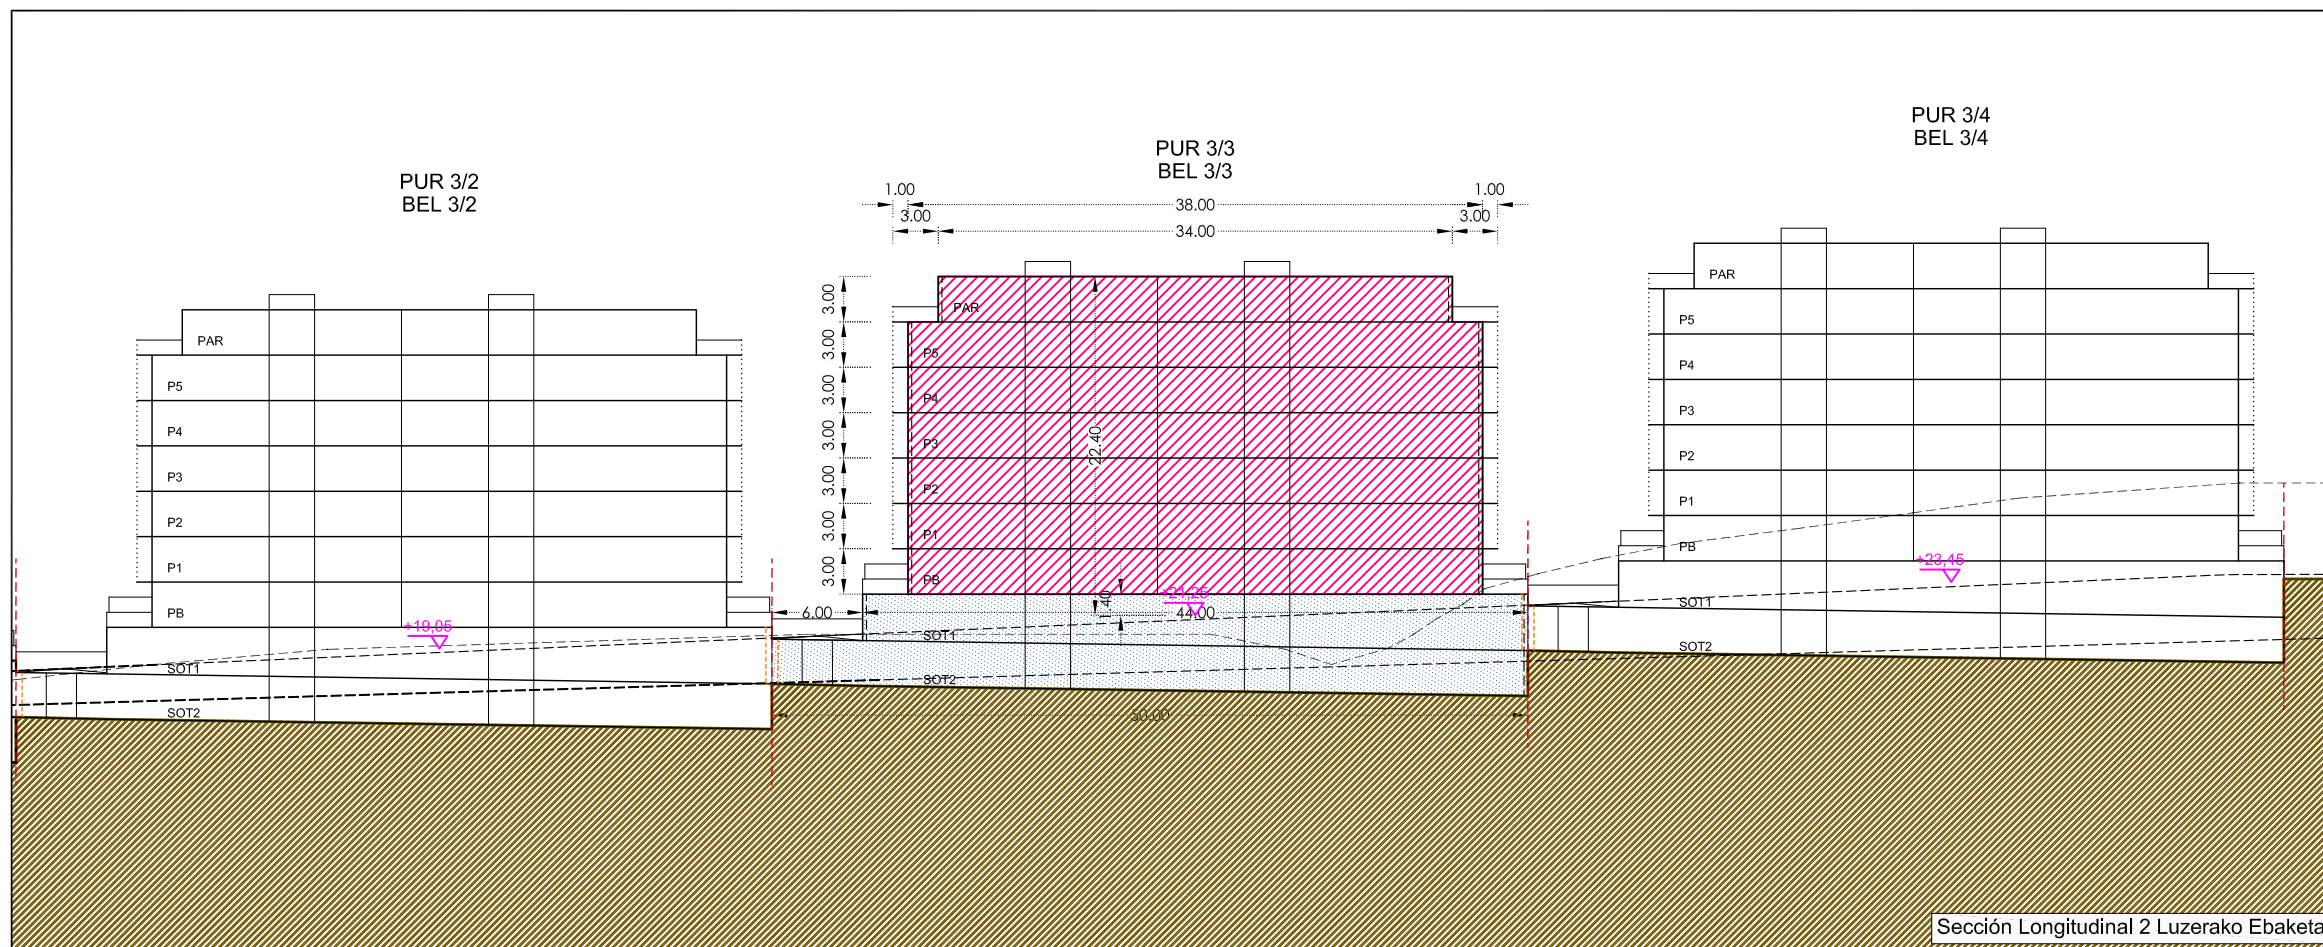 PUR 3/2
BEL 3/2
PUR 3/3
BEL 3/3
PUR 3/4
BEL 3/4
1.00
38.00
1.00
3.00
34.00
3.00
PAR
P5
P4
P3
P2
P1
PB
+19,05
SOT1
SOT2
3.00
3.00
3.00
3.00
3.00
3.00
3.00
PAR
P5
P4
P3
P2
P1
PB
22.40
1.40
+21,25
6.00
44.00
SOT1
SOT2
50.00
PAR
P5
P4
P3
P2
P1
PB
+23,45
SOT1
SOT2
Sección Longitudinal 2 Luzerako Ebaketa